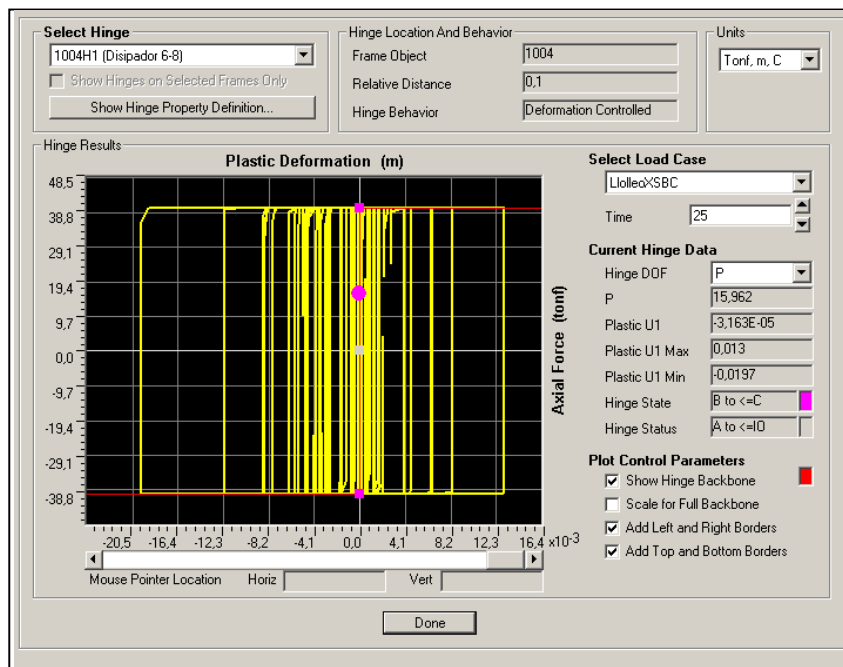 Select Hinge
1004H1 (Disipador 6-8)
Show Hinges on Selected Frames Only
Show Hinge Property Definition...
Hinge Location And Behavior
Frame Object 1004
Relative Distance 0,1
Hinge Behavior Deformation Controlled
Units
Tonf, m, C
Hinge Results
Plastic Deformation (m)
48,5
38,8
29,1
19,4
9,7
0,0
-9,7
-19,4
-29,1
-38,8
-20,5 -16,4 -12,3 -8,2 -4,1 0,0 4,1 8,2 12,3 16,4 x10-3
Axial Force (tonf)
Mouse Pointer Location Horiz Vert
Select Load Case
LlolleoXSBC
Time 25
Current Hinge Data
Hinge DOF P
P 15,962
Plastic U1 -3,163E-05
Plastic U1 Max 0,013
Plastic U1 Min -0,0197
Hinge State B to <=C
Hinge Status A to <=IO
Plot Control Parameters
Show Hinge Backbone
Scale for Full Backbone
Add Left and Right Borders
Add Top and Bottom Borders
Done